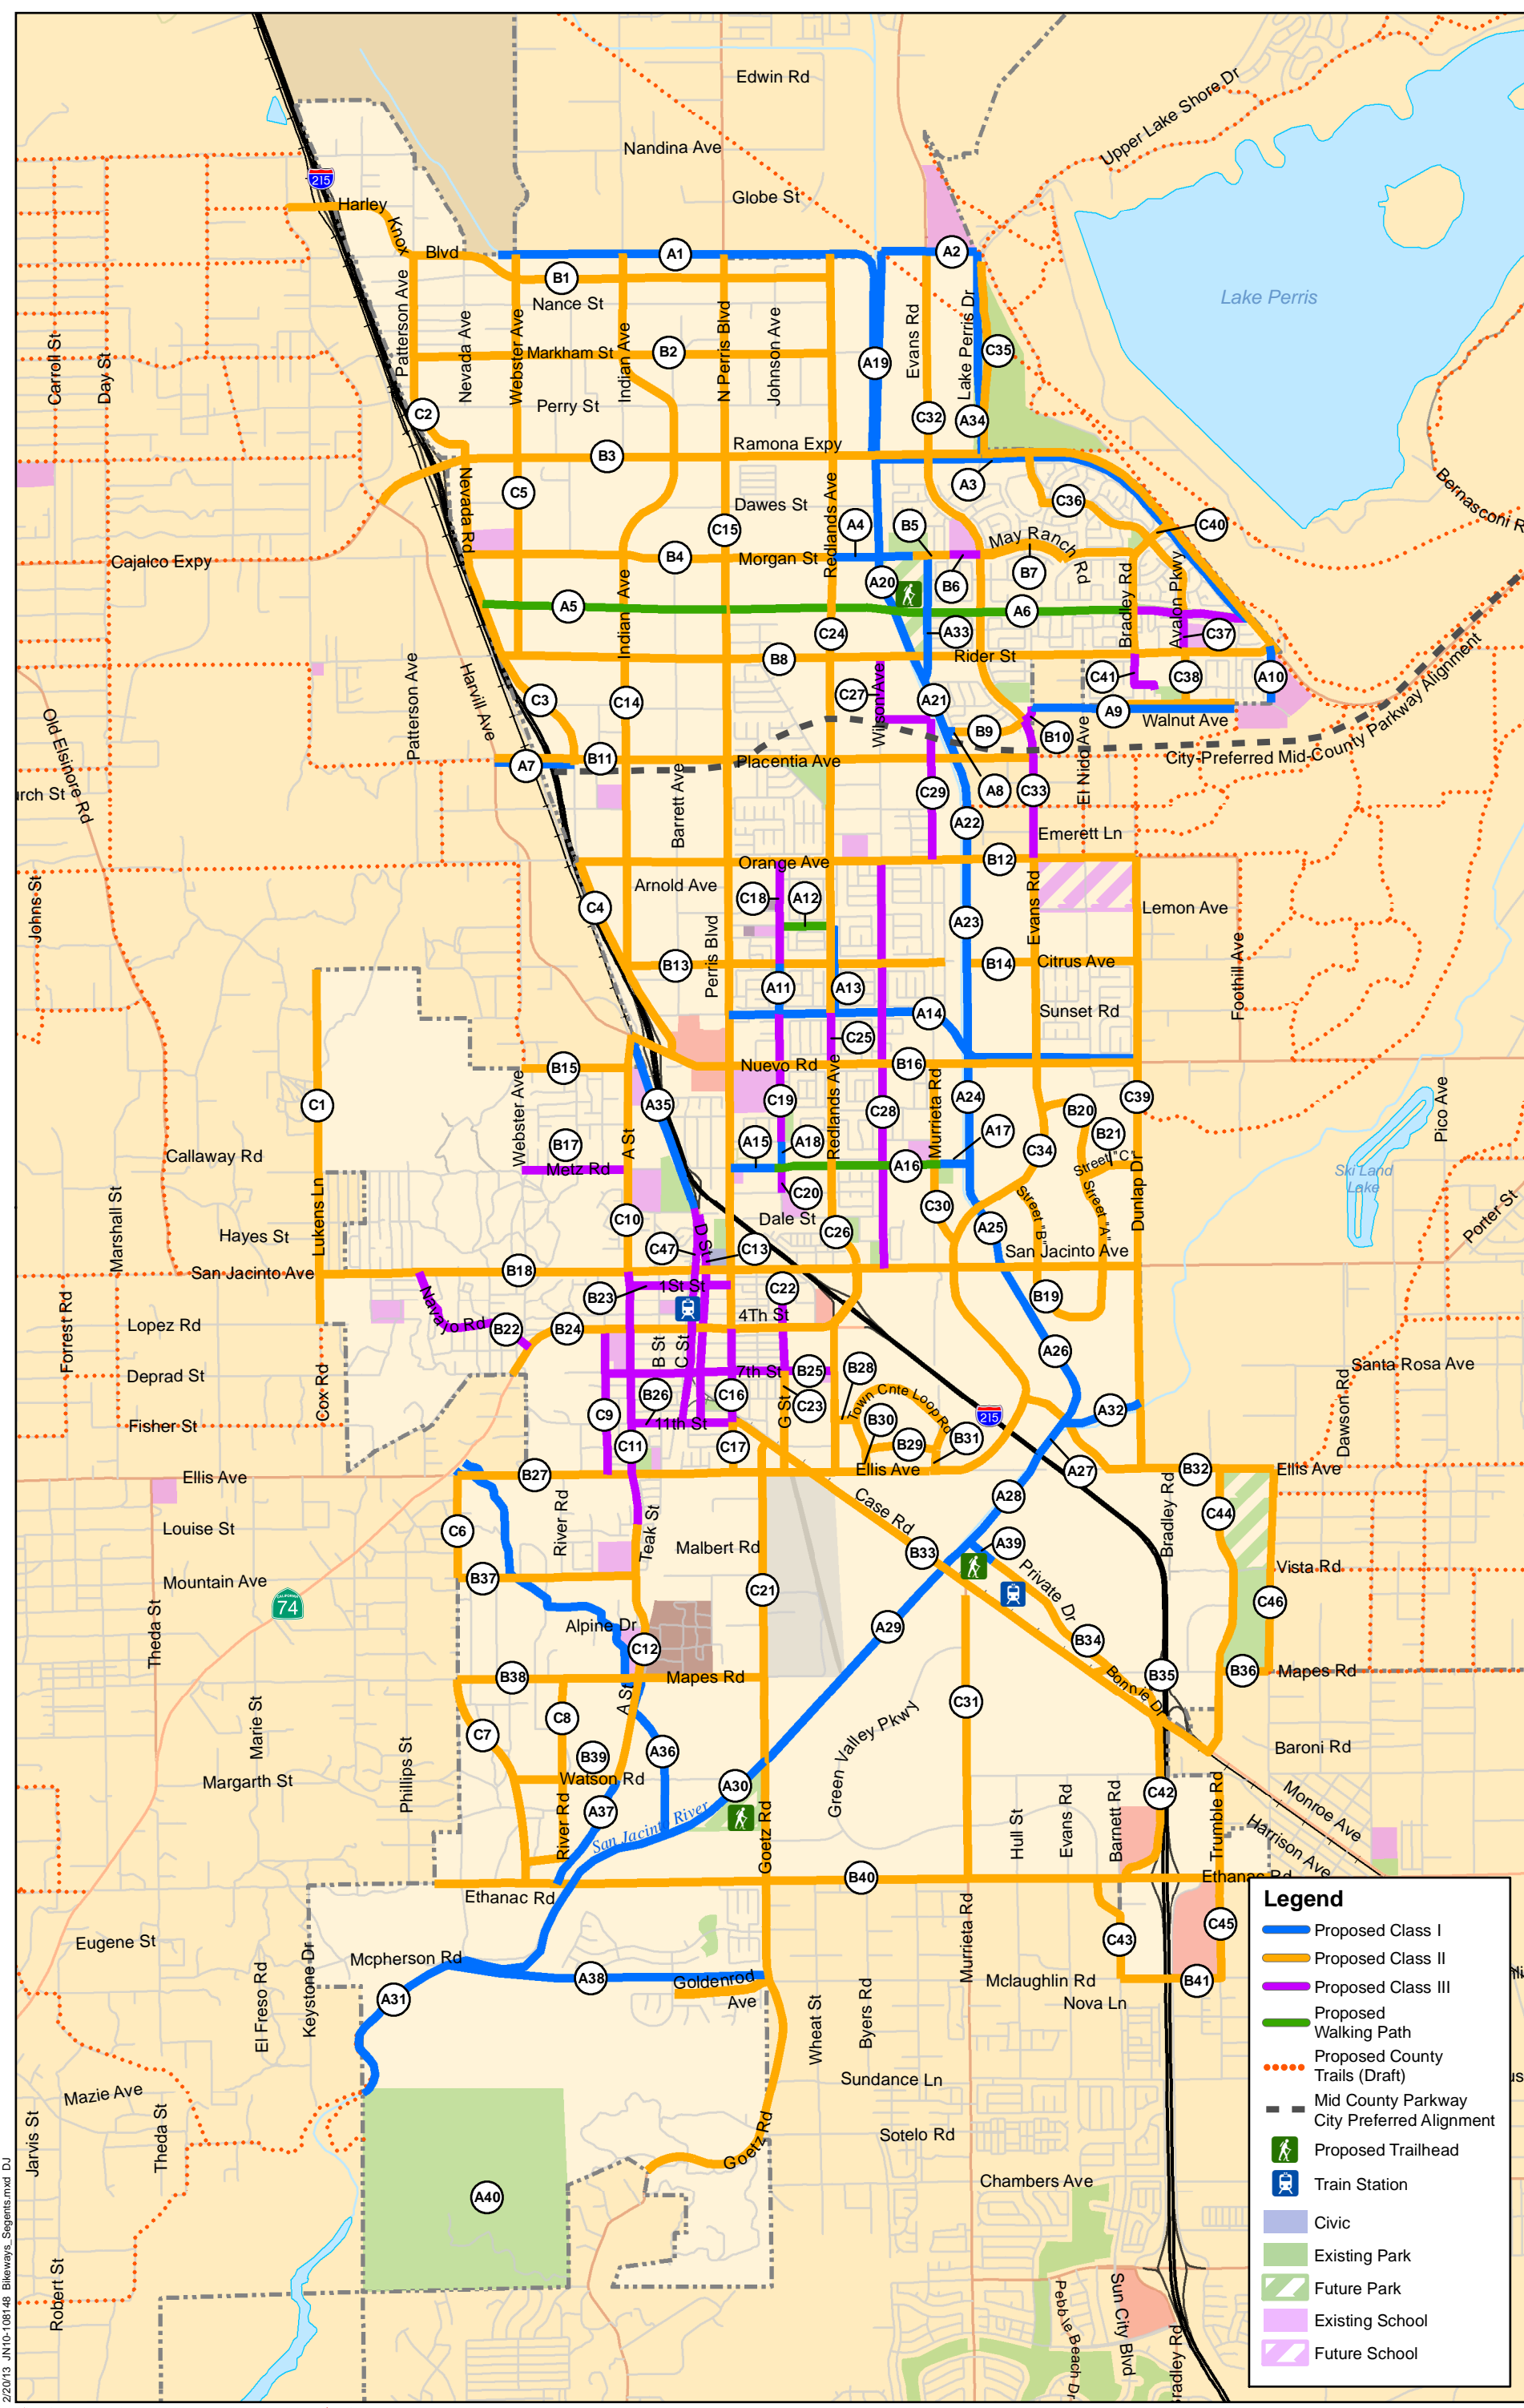 Edwin Rd
Upper Lake Shore Dr
Nandina Ave
215
Globe St
Harley
Knox
Blvd
A1
A2
B1
Nance St
Lake Perris
Patterson Ave
Nevada Ave
Webster Ave
Indian Ave
N Perris Blvd
Johnson Ave
Evans Rd
Lake Perris Dr
Carroll St
Day St
Markham St
B2
A19
C35
C2
Perry St
C32
A34
Ramona Expy
B3
A3
C5
Nevada Rd
Dawes St
Redlands Ave
C36
Bernasconi R
C15
A4
B5
C40
May Ranch
Rd
Cajalco Expy
B4
Morgan St
B6
B7
A20
Bradley Rd
Avalon Pkwy
A5
A6
Indian Ave
C24
A33
C37
Rider St
B8
C41
C38
A10
Patterson Ave
Harvill Ave
Old Elsinore Rd
C3
C14
C27
Wilson Ave
A21
A9
Walnut Ave
B9
B10
El Nido Ave
City-Preferred Mid-County Parkway Alignment
A7
B11
Placentia Ave
urch St
C29
A8
C33
Barrett Ave
A22
Emerett Ln
Orange Ave
B12
Arnold Ave
C18
A12
Johns St
C4
Evans Rd
Lemon Ave
A23
Perris Blvd
Foothill Ave
B13
B14
Citrus Ave
A11
A13
A14
Sunset Rd
C25
B15
Nuevo Rd
B16
Webster Ave
C1
A35
C19
Redlands Ave
C28
Murrieta Rd
A24
B20
C39
Pico Ave
B17
A St
A15
A18
A17
B21
Callaway Rd
Metz Rd
A16
C34
Street "C"
Ski Land
Lake
Marshall St
Lukens Ln
C20
Street "B"
Street "A"
Dunlap Dr
Porter St
C10
D St
Dale St
C26
C30
A25
Hayes St
C47
C13
San Jacinto Ave
San Jacinto Ave
B18
1St St
C22
Forrest Rd
Navajo Rd
B23
B19
Lopez Rd
B22
B24
4Th St
B St
C St
A26
Deprad St
7th St
B25
B28
Santa Rosa Ave
Cox Rd
B26
C16
G St
C23
Town Cnte Loop Rd
215
A32
Dawson Rd
Fisher St
C9
11th St
B30
B31
C11
C17
B29
Ellis Ave
B27
Ellis Ave
A27
B32
Ellis Ave
C6
River Rd
Case Rd
A28
Bradley Rd
C44
Louise St
Teak St
Malbert Rd
B33
A39
Mountain Ave
B37
Private Dr
Vista Rd
74
C21
C46
Theda St
Alpine Dr
C12
A29
B34
B38
Mapes Rd
Bonnie Dr
B35
B36
Mapes Rd
Marie St
C8
A St
C31
C7
Phillips St
B39
A36
Green Valley Pkwy
Baroni Rd
Margarth St
Watson Rd
A30
C42
Monroe Ave
River Rd
A37
San Jacinto River
Goetz Rd
Hull St
Evans Rd
Barnett Rd
Trumble Rd
Harrison Ave
B40
Ethanac Rd
Ethanac Rd
Eugene St
El Freso Rd
Keystone Dr
Mcpherson Rd
C43
C45
Murrieta Rd
A31
A38
Goldenrod
Ave
Mclaughlin Rd
B41
Nova Ln
Wheat St
Byers Rd
Mazie Ave
Sundance Ln
Jarvis St
Theda St
Goetz Rd
Sotelo Rd
Chambers Ave
A40
Robert St
Pebble Beach Dr
Sun City Blvd
Bradley Rd
Legend
Proposed Class I
Proposed Class II
Proposed Class III
Proposed
Walking Path
Proposed County
Trails (Draft)
Mid County Parkway
City Preferred Alignment
Proposed Trailhead
Train Station
Civic
Existing Park
Future Park
Existing School
Future School
2/20/13 JN10-108148 Bikeways_Segents.mxd DJ